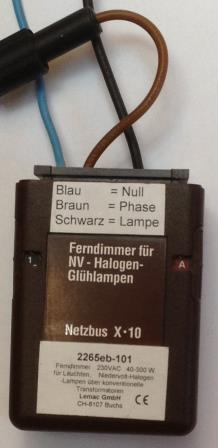 Blau = Null
Braun = Phase
Schwarz = Lampe
Ferndimmer für
NV - Halogen-
Glühlampen
1
A
Netzbus X·10
2265eb-101
Ferndimmer 230VAC 40-300 W
für Leuchten, Niedervolt-Halogen
-Lampen über konventionelle
Transformatoren
Lemac GmbH
CH-8107 Buchs
CE